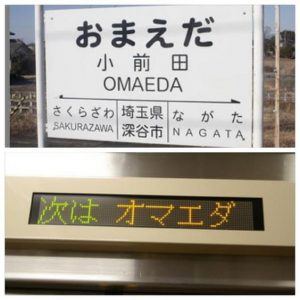 おまえだ
小前田
OMAEDA
さくらざわ 埼玉県 ながた
SAKURAZAWA 深谷市 NAGATA
次は オマエダ